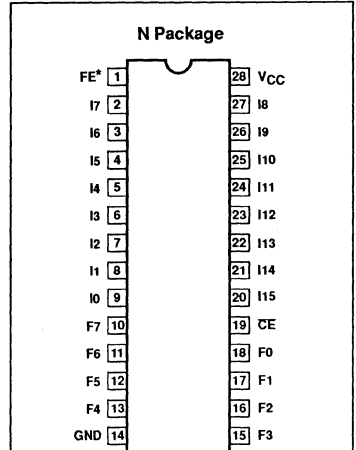 N Package
FE* 1 28 VCC
I7 2 27 I8
I6 3 26 I9
I5 4 25 I10
I4 5 24 I11
I3 6 23 I12
I2 7 22 I13
I1 8 21 I14
I0 9 20 I15
F7 10 19 C̅E̅
F6 11 18 F0
F5 12 17 F1
F4 13 16 F2
GND 14 15 F3